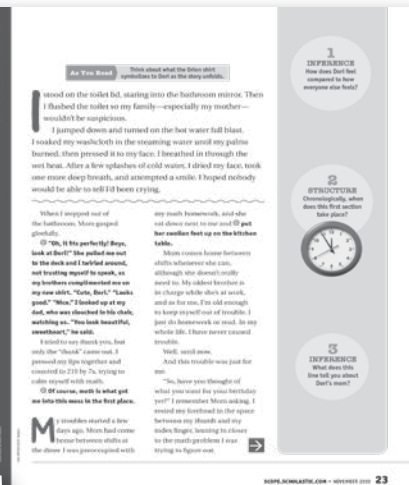 As You Read
Think about what the Orion shirt
symbolizes to Dori as the story unfolds.
I stood on the toilet lid, staring into the bathroom mirror. Then
I flushed the toilet so my family—especially my mother—
wouldn't be suspicious.
I jumped down and turned on the hot water full blast.
I soaked my washcloth in the steaming water until my palms
burned, then pressed it to my face. I breathed in through the
wet heat. After a few splashes of cold water, I dried my face, took
one more deep breath, and attempted a smile. I hoped nobody
would be able to tell I'd been crying.
When I stepped out of
the bathroom, Mom gasped
gleefully.
"Oh, it fits perfectly! Boys,
look at Dori!" She pulled me out
to the deck and I twirled around,
not trusting myself to speak, as
my brothers complimented me on
my new shirt. "Cute, Dori." "Looks
good." "Nice." I looked up at my
dad, who was slouched in his chair,
watching us. "You look beautiful,
sweetheart," he said.
I tried to say thank you, but
only the "thank" came out. I
pressed my lips together and
counted to 210 by 7s, trying to
calm myself with math.
Of course, math is what got
me into this mess in the first place.
My troubles started a few
days ago. Mom had come
home between shifts at
the diner. I was preoccupied with
my math homework, and she
sat down next to me and put
her swollen feet up on the kitchen
table.
Mom comes home between
shifts whenever she can,
although she doesn't really
need to. My oldest brother is
in charge while she's at work,
and as for me, I'm old enough
to keep myself out of trouble. I
just do homework or read. In my
whole life, I have never caused
trouble.
Well, until now.
And this trouble was just for
me.
"So, have you thought of
what you want for your birthday
yet?" I remember Mom asking. I
rested my forehead in the space
between my thumb and my
index finger, leaning in closer
to the math problem I was
trying to figure out.
1
INFERENCE
How does Dori feel
compared to how
everyone else feels?
2
STRUCTURE
Chronologically, when
does this first section
take place?
3
INFERENCE
What does this
line tell you about
Dori's mom?
SCOPE.SCHOLASTIC.COM • NOVEMBER 23